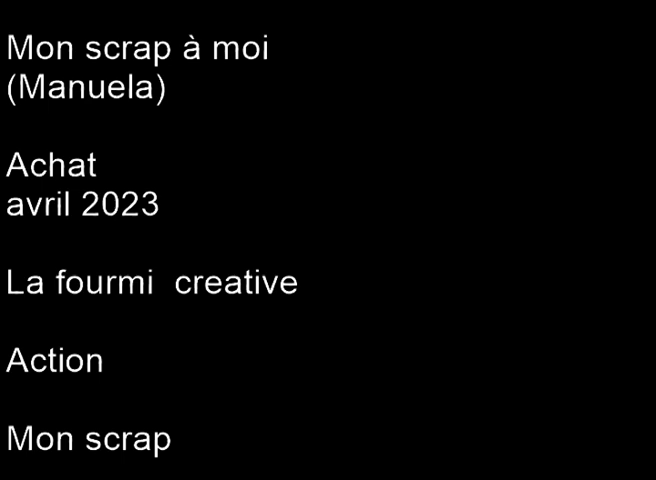 Mon scrap à moi
(Manuela)
Achat
avril 2023
La fourmi  creative
Action
Mon scrap